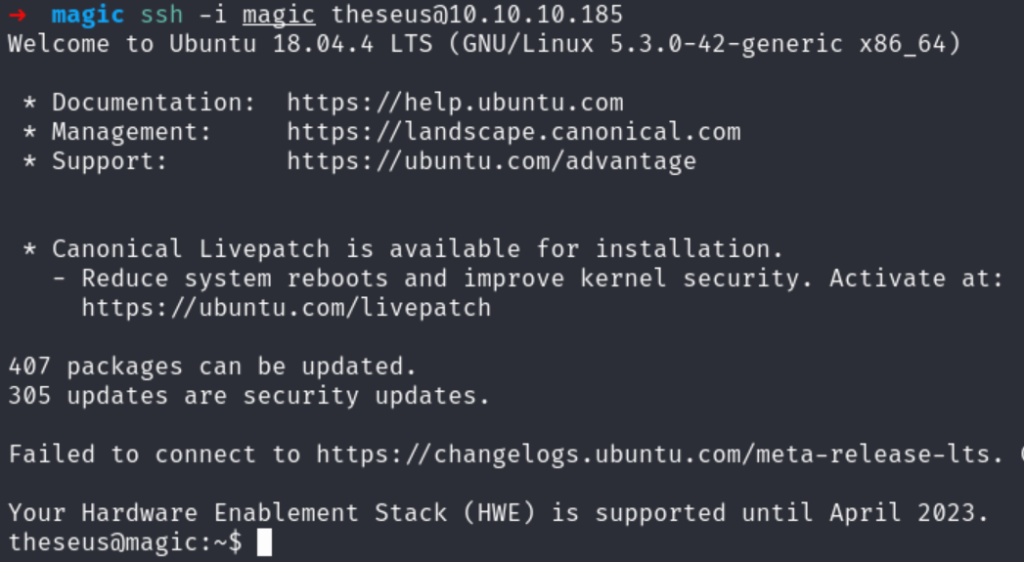 → magic ssh -i magic theseus@10.10.10.185
Welcome to Ubuntu 18.04.4 LTS (GNU/Linux 5.3.0-42-generic x86_64)
* Documentation: https://help.ubuntu.com
* Management: https://landscape.canonical.com
* Support: https://ubuntu.com/advantage
* Canonical Livepatch is available for installation.
- Reduce system reboots and improve kernel security. Activate at:
https://ubuntu.com/livepatch
407 packages can be updated.
305 updates are security updates.
Failed to connect to https://changelogs.ubuntu.com/meta-release-lts.
Your Hardware Enablement Stack (HWE) is supported until April 2023.
theseus@magic:~$